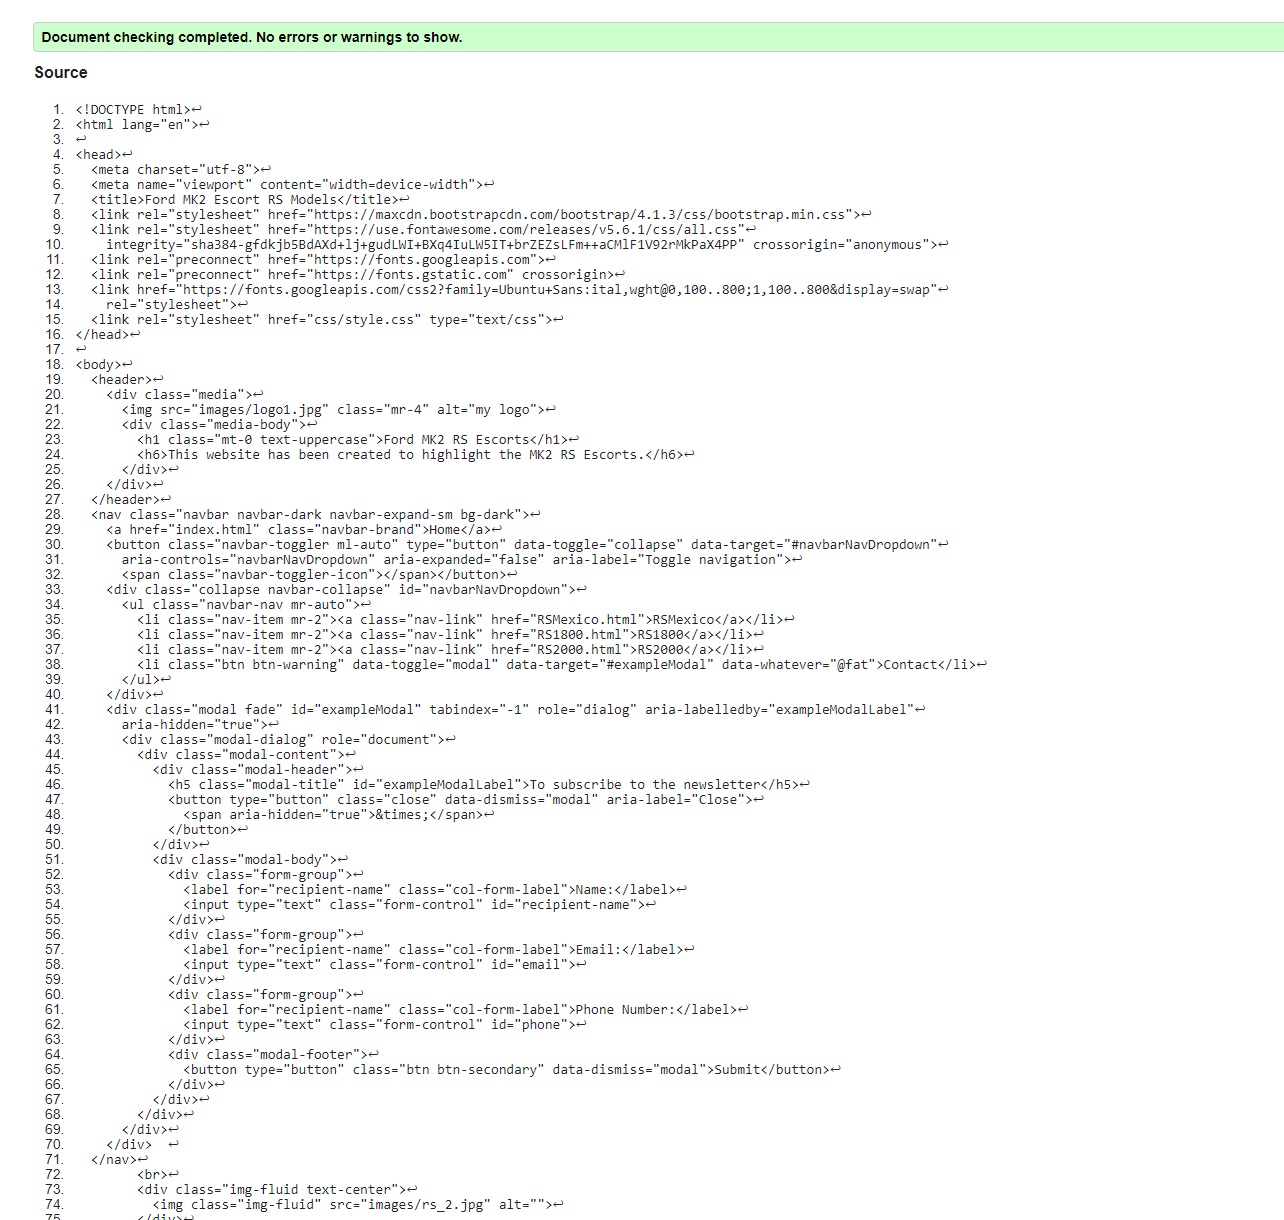 Document checking completed. No errors or warnings to show.
Source
1. <!DOCTYPE html>↩
2. <html lang="en">↩
3. ↩
4. <head>↩
5.   <meta charset="utf-8">↩
6.   <meta name="viewport" content="width=device-width">↩
7.   <title>Ford MK2 Escort RS Models</title>↩
8.   <link rel="stylesheet" href="https://maxcdn.bootstrapcdn.com/bootstrap/4.1.3/css/bootstrap.min.css">↩
9.   <link rel="stylesheet" href="https://use.fontawesome.com/releases/v5.6.1/css/all.css"↩
10.     integrity="sha384-gfdkjb5BdAXd+lj+gudLWI+BXq4IuLW5IT+brZEZsLFm++aCMlF1V92rMkPaX4PP" crossorigin="anonymous">↩
11.   <link rel="preconnect" href="https://fonts.googleapis.com">↩
12.   <link rel="preconnect" href="https://fonts.gstatic.com" crossorigin>↩
13.   <link href="https://fonts.googleapis.com/css2?family=Ubuntu+Sans:ital,wght@0,100..800;1,100..800&display=swap"↩
14.     rel="stylesheet">↩
15.   <link rel="stylesheet" href="css/style.css" type="text/css">↩
16. </head>↩
17. ↩
18. <body>↩
19.   <header>↩
20.     <div class="media">↩
21.       <img src="images/logo1.jpg" class="mr-4" alt="my logo">↩
22.       <div class="media-body">↩
23.         <h1 class="mt-0 text-uppercase">Ford MK2 RS Escorts</h1>↩
24.         <h6>This website has been created to highlight the MK2 RS Escorts.</h6>↩
25.       </div>↩
26.     </div>↩
27.   </header>↩
28.   <nav class="navbar navbar-dark navbar-expand-sm bg-dark">↩
29.     <a href="index.html" class="navbar-brand">Home</a>↩
30.     <button class="navbar-toggler ml-auto" type="button" data-toggle="collapse" data-target="#navbarNavDropdown"↩
31.       aria-controls="navbarNavDropdown" aria-expanded="false" aria-label="Toggle navigation">↩
32.       <span class="navbar-toggler-icon"></span></button>↩
33.     <div class="collapse navbar-collapse" id="navbarNavDropdown">↩
34.       <ul class="navbar-nav mr-auto">↩
35.         <li class="nav-item mr-2"><a class="nav-link" href="RSMexico.html">RSMexico</a></li>↩
36.         <li class="nav-item mr-2"><a class="nav-link" href="RS1800.html">RS1800</a></li>↩
37.         <li class="nav-item mr-2"><a class="nav-link" href="RS2000.html">RS2000</a></li>↩
38.         <li class="btn btn-warning" data-toggle="modal" data-target="#exampleModal" data-whatever="@fat">Contact</li>↩
39.       </ul>↩
40.     </div>↩
41.     <div class="modal fade" id="exampleModal" tabindex="-1" role="dialog" aria-labelledby="exampleModalLabel"↩
42.       aria-hidden="true">↩
43.       <div class="modal-dialog" role="document">↩
44.         <div class="modal-content">↩
45.           <div class="modal-header">↩
46.             <h5 class="modal-title" id="exampleModalLabel">To subscribe to the newsletter</h5>↩
47.             <button type="button" class="close" data-dismiss="modal" aria-label="Close">↩
48.               <span aria-hidden="true">&times;</span>↩
49.             </button>↩
50.           </div>↩
51.           <div class="modal-body">↩
52.             <div class="form-group">↩
53.               <label for="recipient-name" class="col-form-label">Name:</label>↩
54.               <input type="text" class="form-control" id="recipient-name">↩
55.             </div>↩
56.             <div class="form-group">↩
57.               <label for="recipient-name" class="col-form-label">Email:</label>↩
58.               <input type="text" class="form-control" id="email">↩
59.             </div>↩
60.             <div class="form-group">↩
61.               <label for="recipient-name" class="col-form-label">Phone Number:</label>↩
62.               <input type="text" class="form-control" id="phone">↩
63.             </div>↩
64.             <div class="modal-footer">↩
65.               <button type="button" class="btn btn-secondary" data-dismiss="modal">Submit</button>↩
66.             </div>↩
67.           </div>↩
68.         </div>↩
69.       </div>↩
70.     </div>  ↩
71.   </nav>↩
72.         <br>↩
73.         <div class="img-fluid text-center">↩
74.           <img class="img-fluid" src="images/rs_2.jpg" alt="">↩
75.         </div>↩